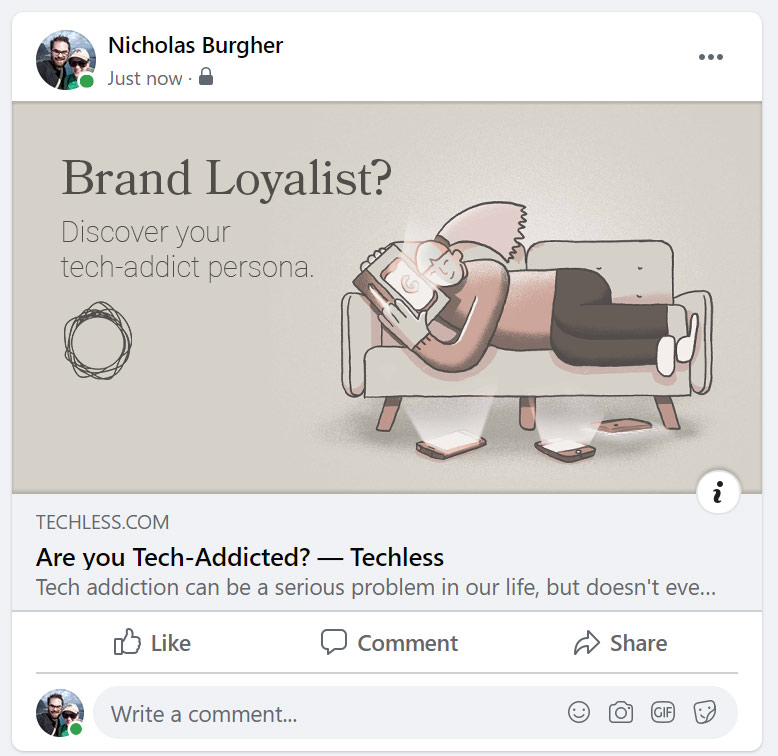 Nicholas Burgher
Just now ·
Brand Loyalist?
Discover your
tech-addict persona.
i
TECHLESS.COM
Are you Tech-Addicted? — Techless
Tech addiction can be a serious problem in our life, but doesn't eve...
Like Comment Share
Write a comment... GIF